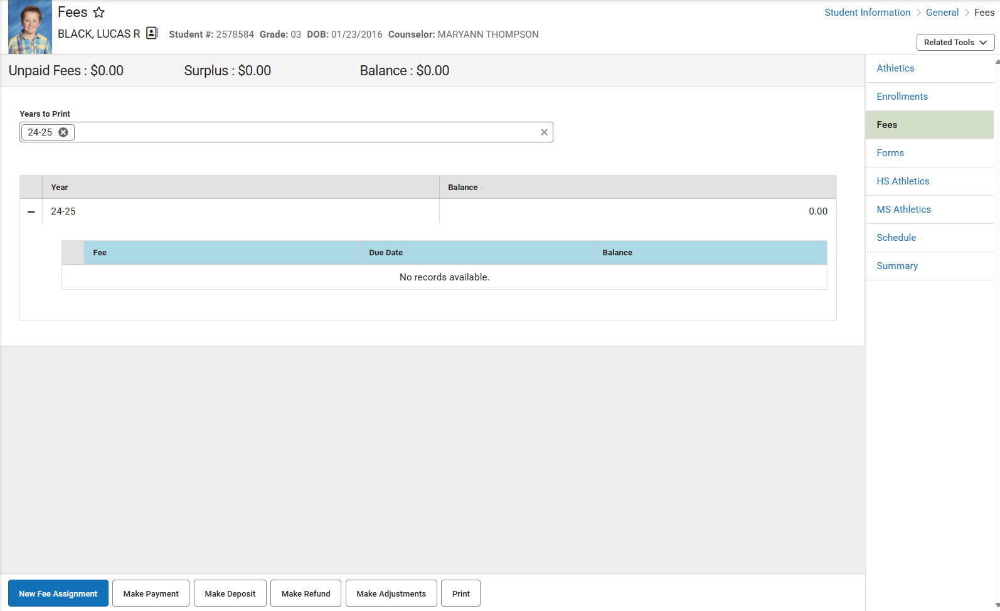 Fees
Student Information > General > Fees
BLACK, LUCAS R
Student #: 2578584 Grade: 03 DOB: 01/23/2016 Counselor: MARYANN THOMPSON
Related Tools
Unpaid Fees : $0.00
Surplus : $0.00
Balance : $0.00
Years to Print
24-25
Year
Balance
24-25
0.00
Fee
Due Date
Balance
No records available.
Athletics
Enrollments
Fees
Forms
HS Athletics
MS Athletics
Schedule
Summary
New Fee Assignment
Make Payment
Make Deposit
Make Refund
Make Adjustments
Print